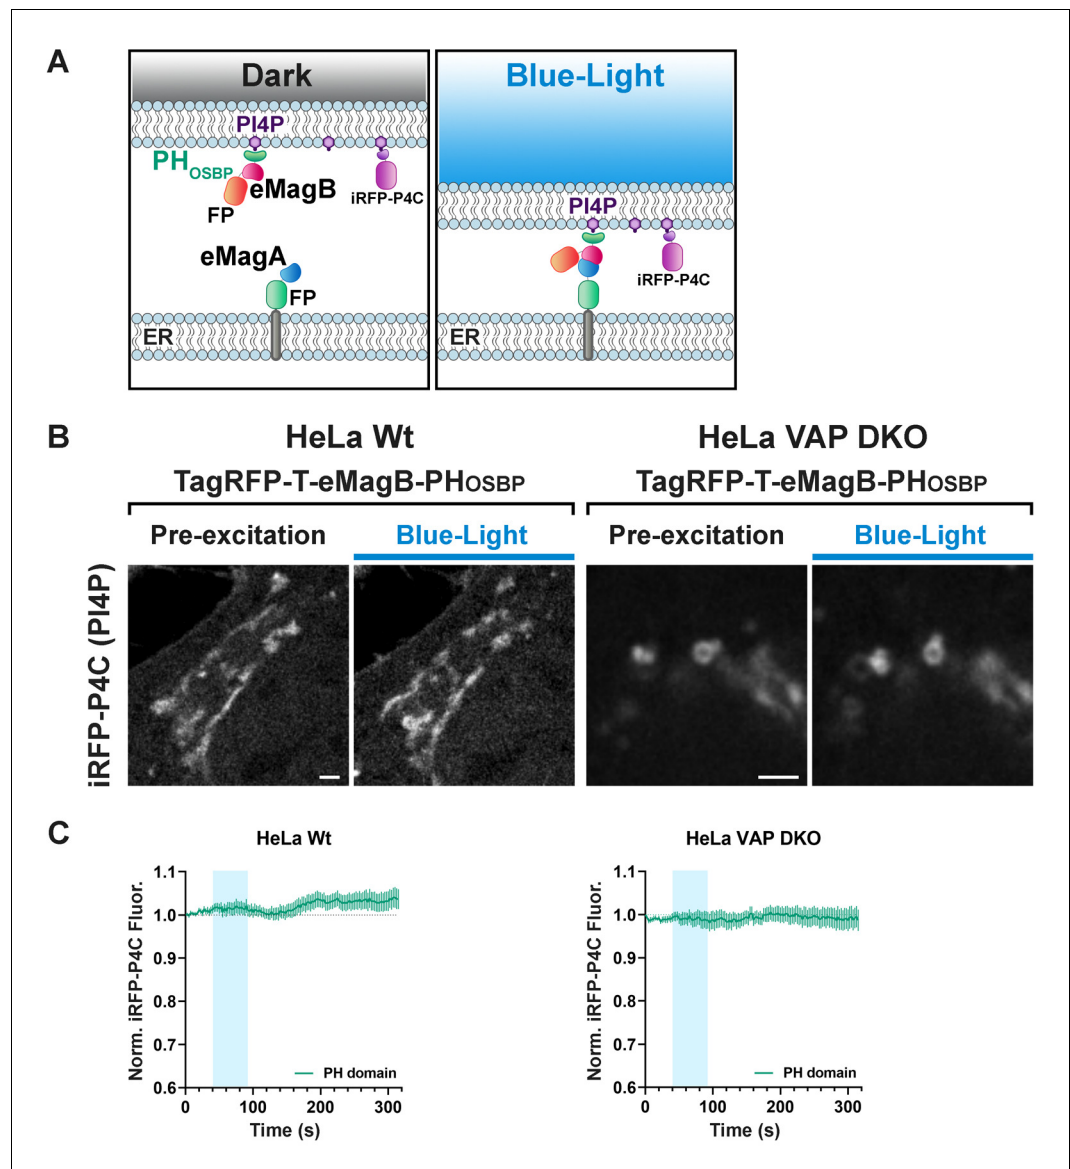 A
Dark
Blue-Light
PI4P
PHOSBP
eMagB
iRFP-P4C
FP
eMagA
FP
ER
PI4P
iRFP-P4C
ER
B
HeLa Wt
HeLa VAP DKO
TagRFP-T-eMagB-PHOSBP
TagRFP-T-eMagB-PHOSBP
Pre-excitation
Blue-Light
Pre-excitation
Blue-Light
iRFP-P4C (PI4P)
C
HeLa Wt
Norm. iRFP-P4C Fluor.
1.1
1.0
0.9
0.8
0.7
0.6
PH domain
0 100 200 300
Time (s)
HeLa VAP DKO
Norm. iRFP-P4C Fluor.
1.1
1.0
0.9
0.8
0.7
0.6
PH domain
0 100 200 300
Time (s)